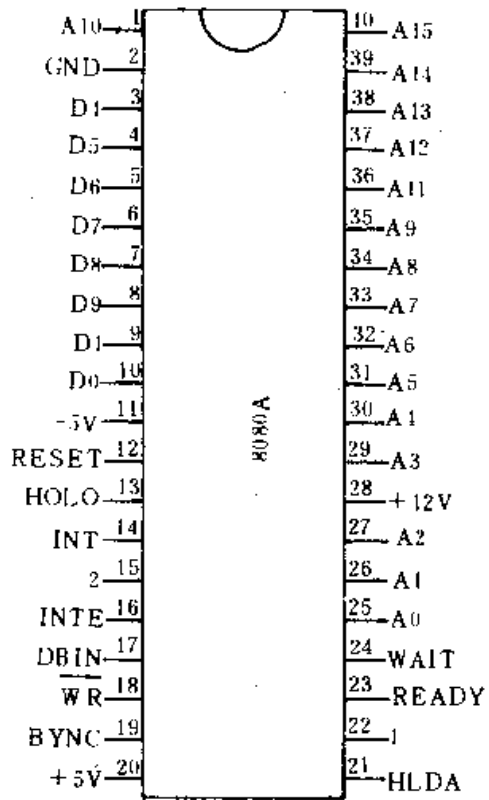 A10 1 40 A15
GND 2 39 A14
D4 3 38 A13
D5 4 37 A12
D6 5 36 A11
D7 6 35 A9
D8 7 34 A8
D9 8 33 A7
D1 9 32 A6
D0 10 31 A5
-5V 11 30 A4
8080A
RESET 12 29 A3
HOLO 13 28 +12V
INT 14 27 A2
2 15 26 A1
INTE 16 25 A0
DBIN 17 24 WAIT
WR 18 23 READY
BYNC 19 22 1
+5V 20 21 HLDA